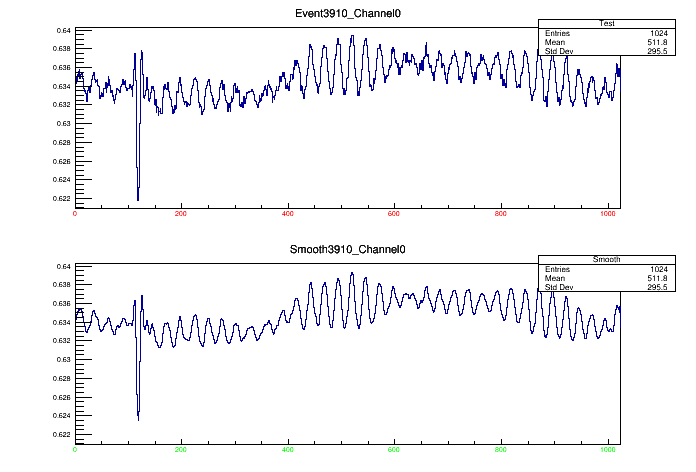 Event3910_Channel0
Test
Entries 1024
Mean 511.8
Std Dev 295.5
0.64
0.638
0.636
0.634
0.632
0.63
0.628
0.626
0.624
0.622
0 200 400 600 800 1000
Smooth3910_Channel0
Smooth
Entries 1024
Mean 511.8
Std Dev 295.5
0.64
0.638
0.636
0.634
0.632
0.63
0.628
0.626
0.624
0.622
0 200 400 600 800 1000